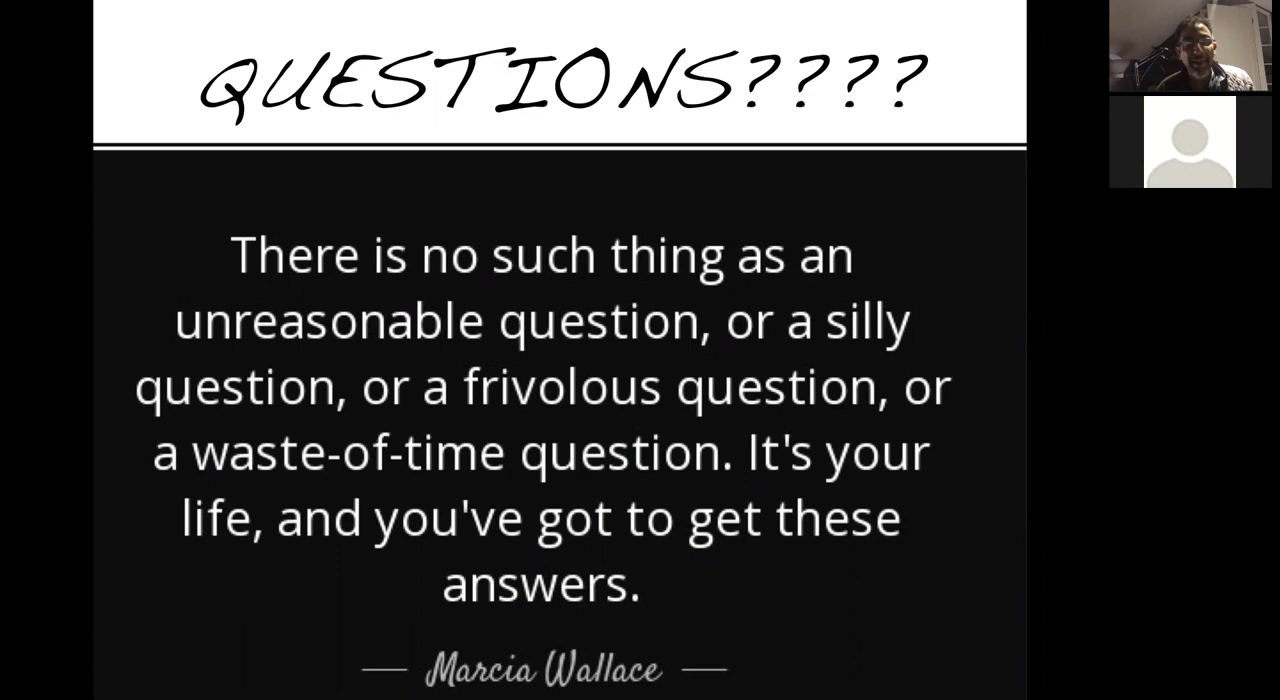 QUESTIONS????
There is no such thing as an
unreasonable question, or a silly
question, or a frivolous question, or
a waste-of-time question. It's your
life, and you've got to get these
answers.
Marcia Wallace